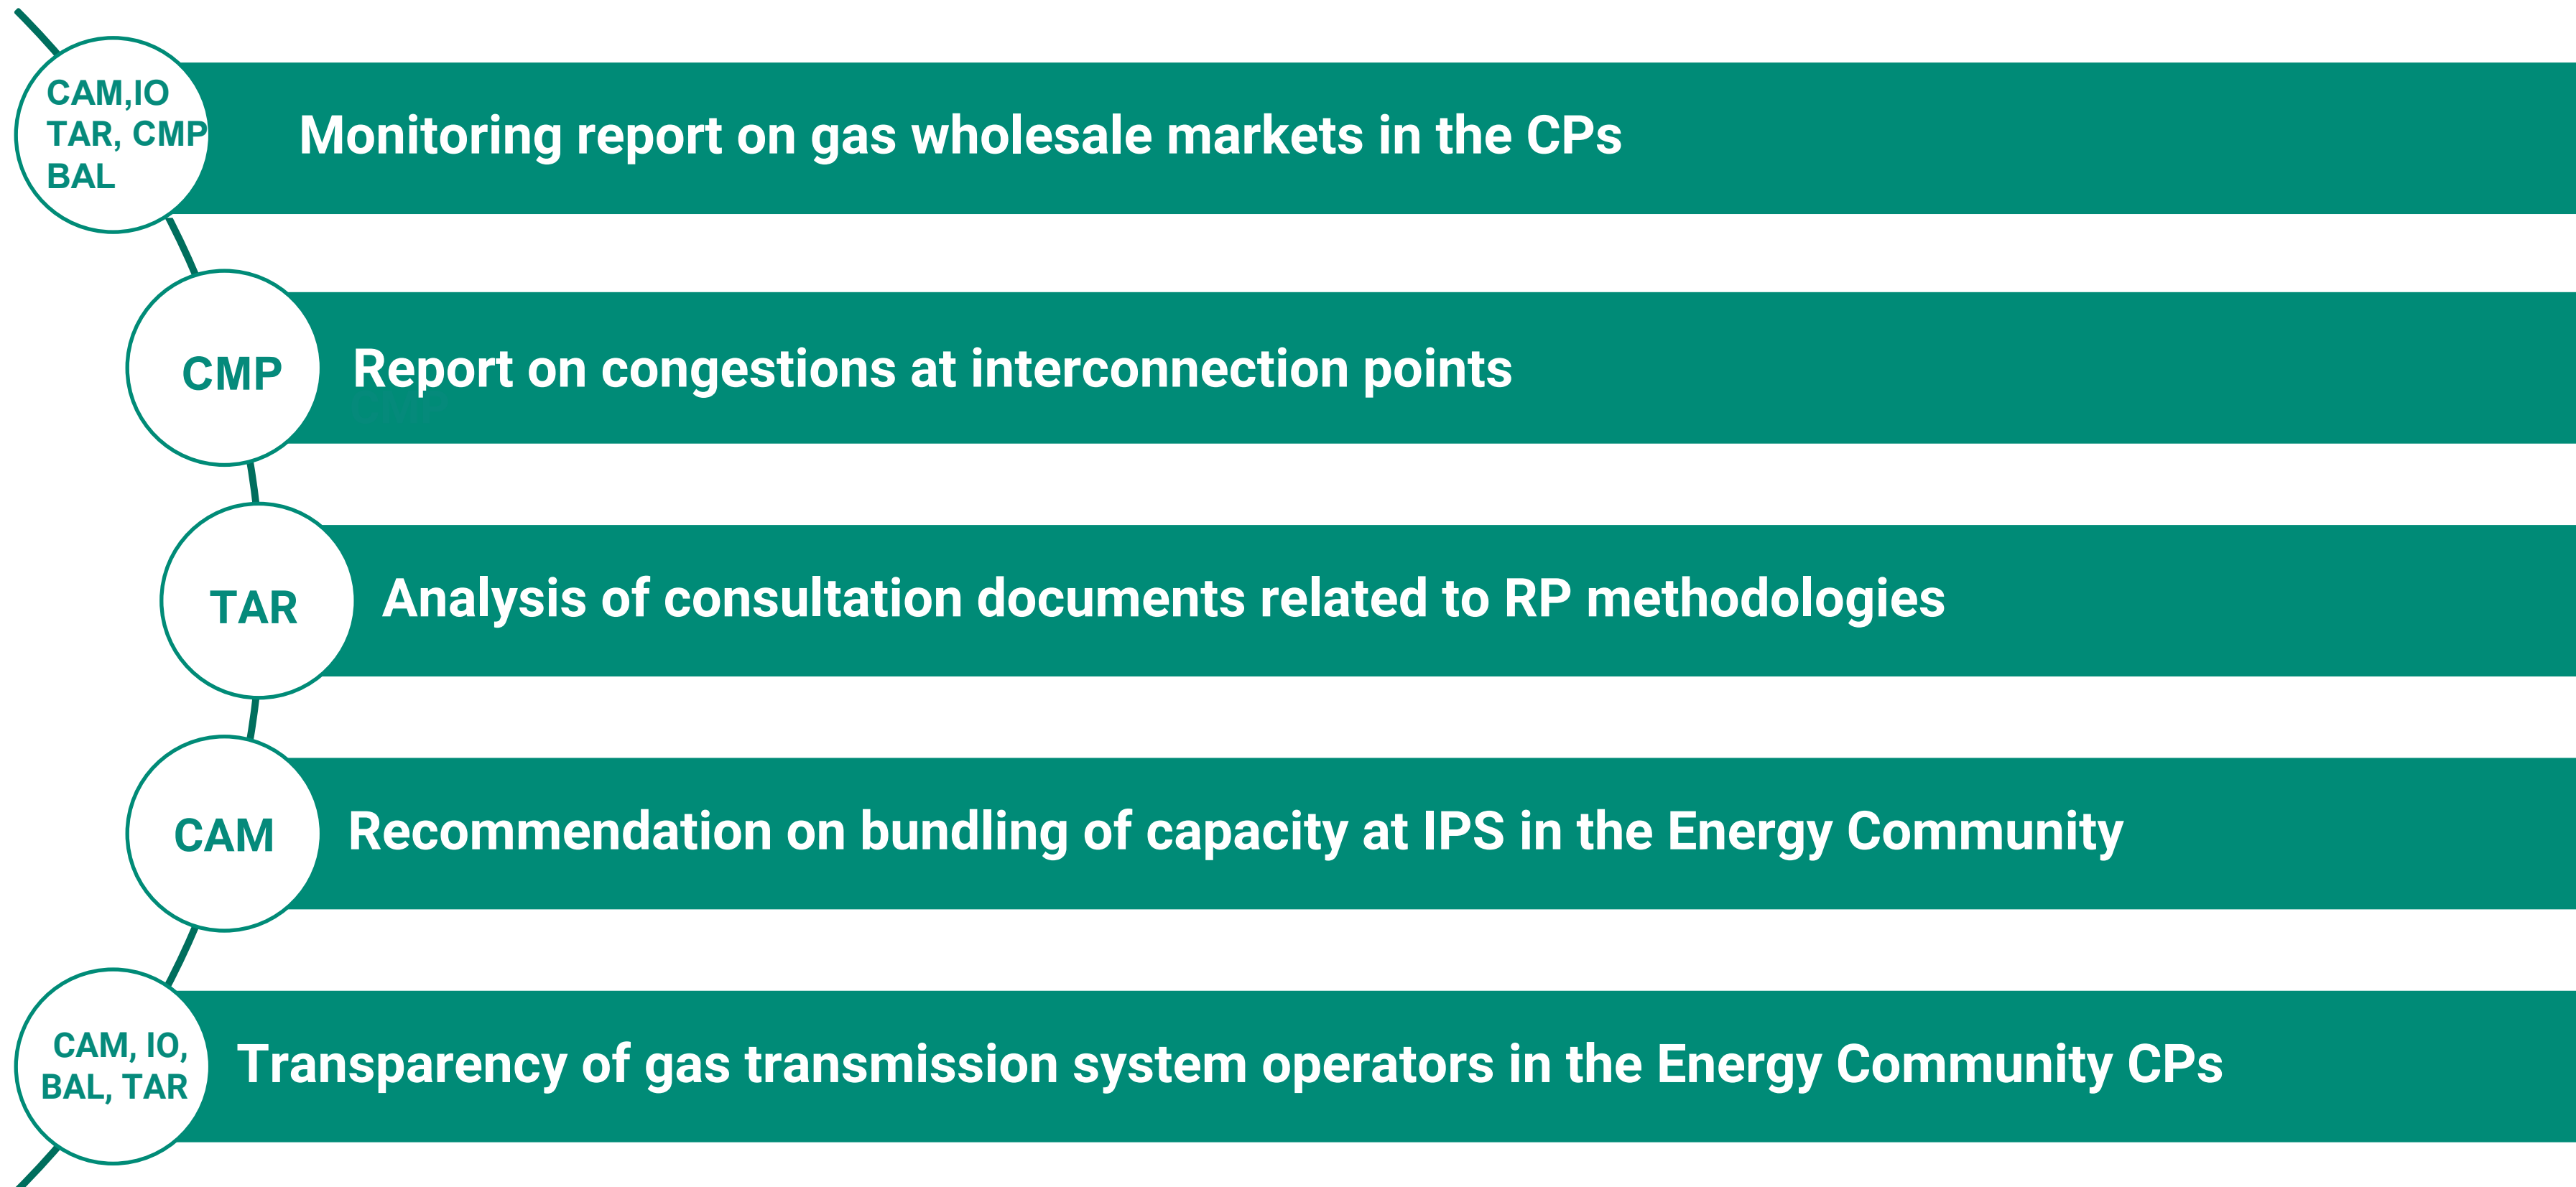 CAM,IO
TAR, CMP
BAL
Monitoring report on gas wholesale markets in the CPs
CMP
Report on congestions at interconnection points
CMP
TAR
Analysis of consultation documents related to RP methodologies
CAM
Recommendation on bundling of capacity at IPS in the Energy Community
CAM, IO,
BAL, TAR
Transparency of gas transmission system operators in the Energy Community CPs